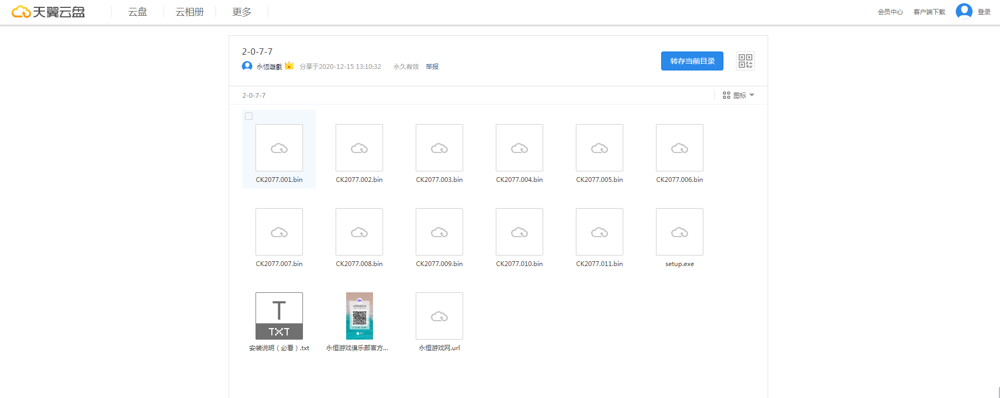 天翼云盘 云盘 云相册 更多 会员中心 客户端下载 登录
2-0-7-7
永恆遊戲 分享于2020-12-15 13:10:32 永久有效 举报
转存当前目录
2-0-7-7 图标
CK2077.001.bin CK2077.002.bin CK2077.003.bin CK2077.004.bin CK2077.005.bin CK2077.006.bin
CK2077.007.bin CK2077.008.bin CK2077.009.bin CK2077.010.bin CK2077.011.bin setup.exe
T
TXT
安装说明（必看）.txt 永恒游戏俱乐部官方... 永恒游戏网.url